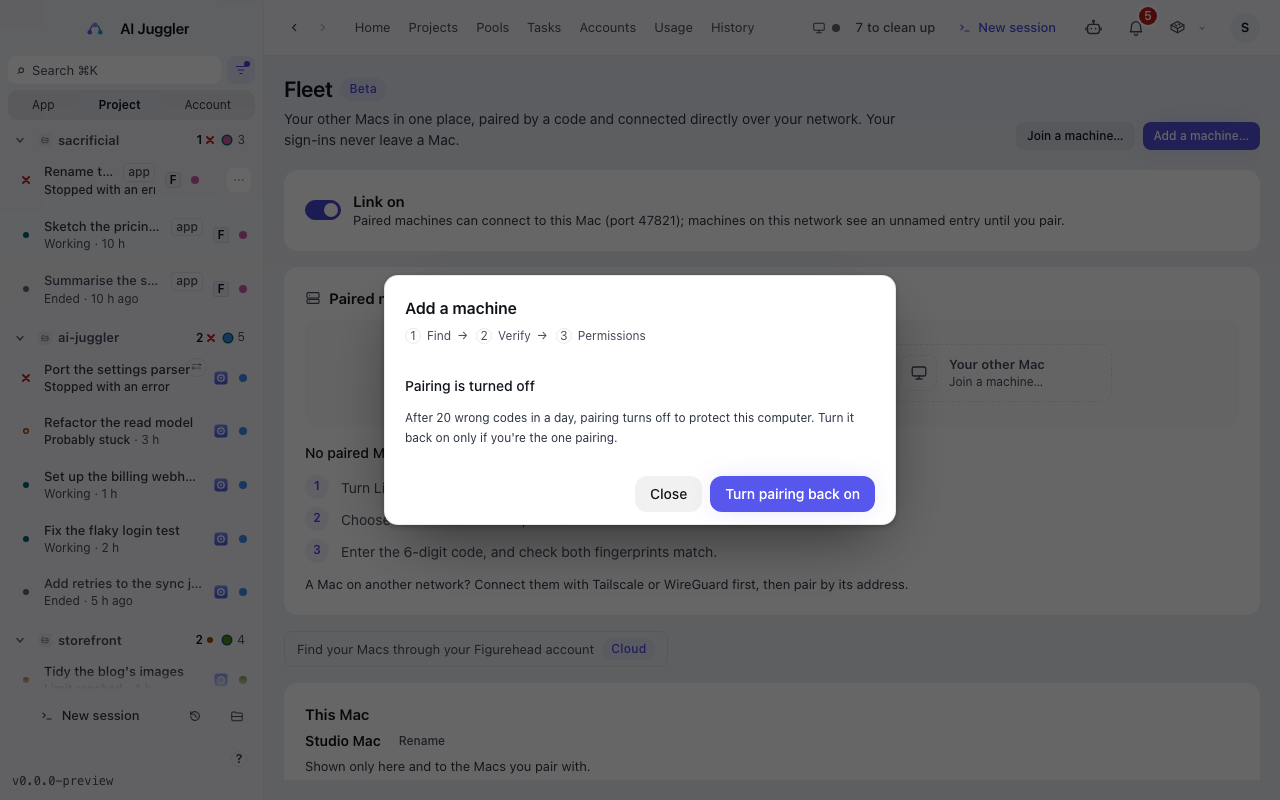 AI Juggler
Home Projects Pools Tasks Accounts Usage History
7 to clean up
New session
5
S
Search ⌘K
App Project Account
sacrificial 1 3
Rename t... app F
Stopped with an err
Sketch the pricin... app F
Working · 10 h
Summarise the s... app F
Ended · 10 h ago
ai-juggler 2 5
Port the settings parser
Stopped with an error
Refactor the read model
Probably stuck · 3 h
Set up the billing webh...
Working · 1 h
Fix the flaky login test
Working · 2 h
Add retries to the sync j...
Ended · 5 h ago
storefront 2 4
Tidy the blog's images
New session
?
v0.0.0-preview
Fleet Beta
Your other Macs in one place, paired by a code and connected directly over your network. Your
sign-ins never leave a Mac.
Join a machine... Add a machine...
Link on
Paired machines can connect to this Mac (port 47821); machines on this network see an unnamed entry until you pair.
Paired
Your other Mac
Join a machine...
Add a machine
1 Find → 2 Verify → 3 Permissions
Pairing is turned off
After 20 wrong codes in a day, pairing turns off to protect this computer. Turn it
back on only if you're the one pairing.
Close Turn pairing back on
No paired
1 Turn
2 Choose
3 Enter the 6-digit code, and check both fingerprints match.
A Mac on another network? Connect them with Tailscale or WireGuard first, then pair by its address.
Find your Macs through your Figurehead account Cloud
This Mac
Studio Mac Rename
Shown only here and to the Macs you pair with.